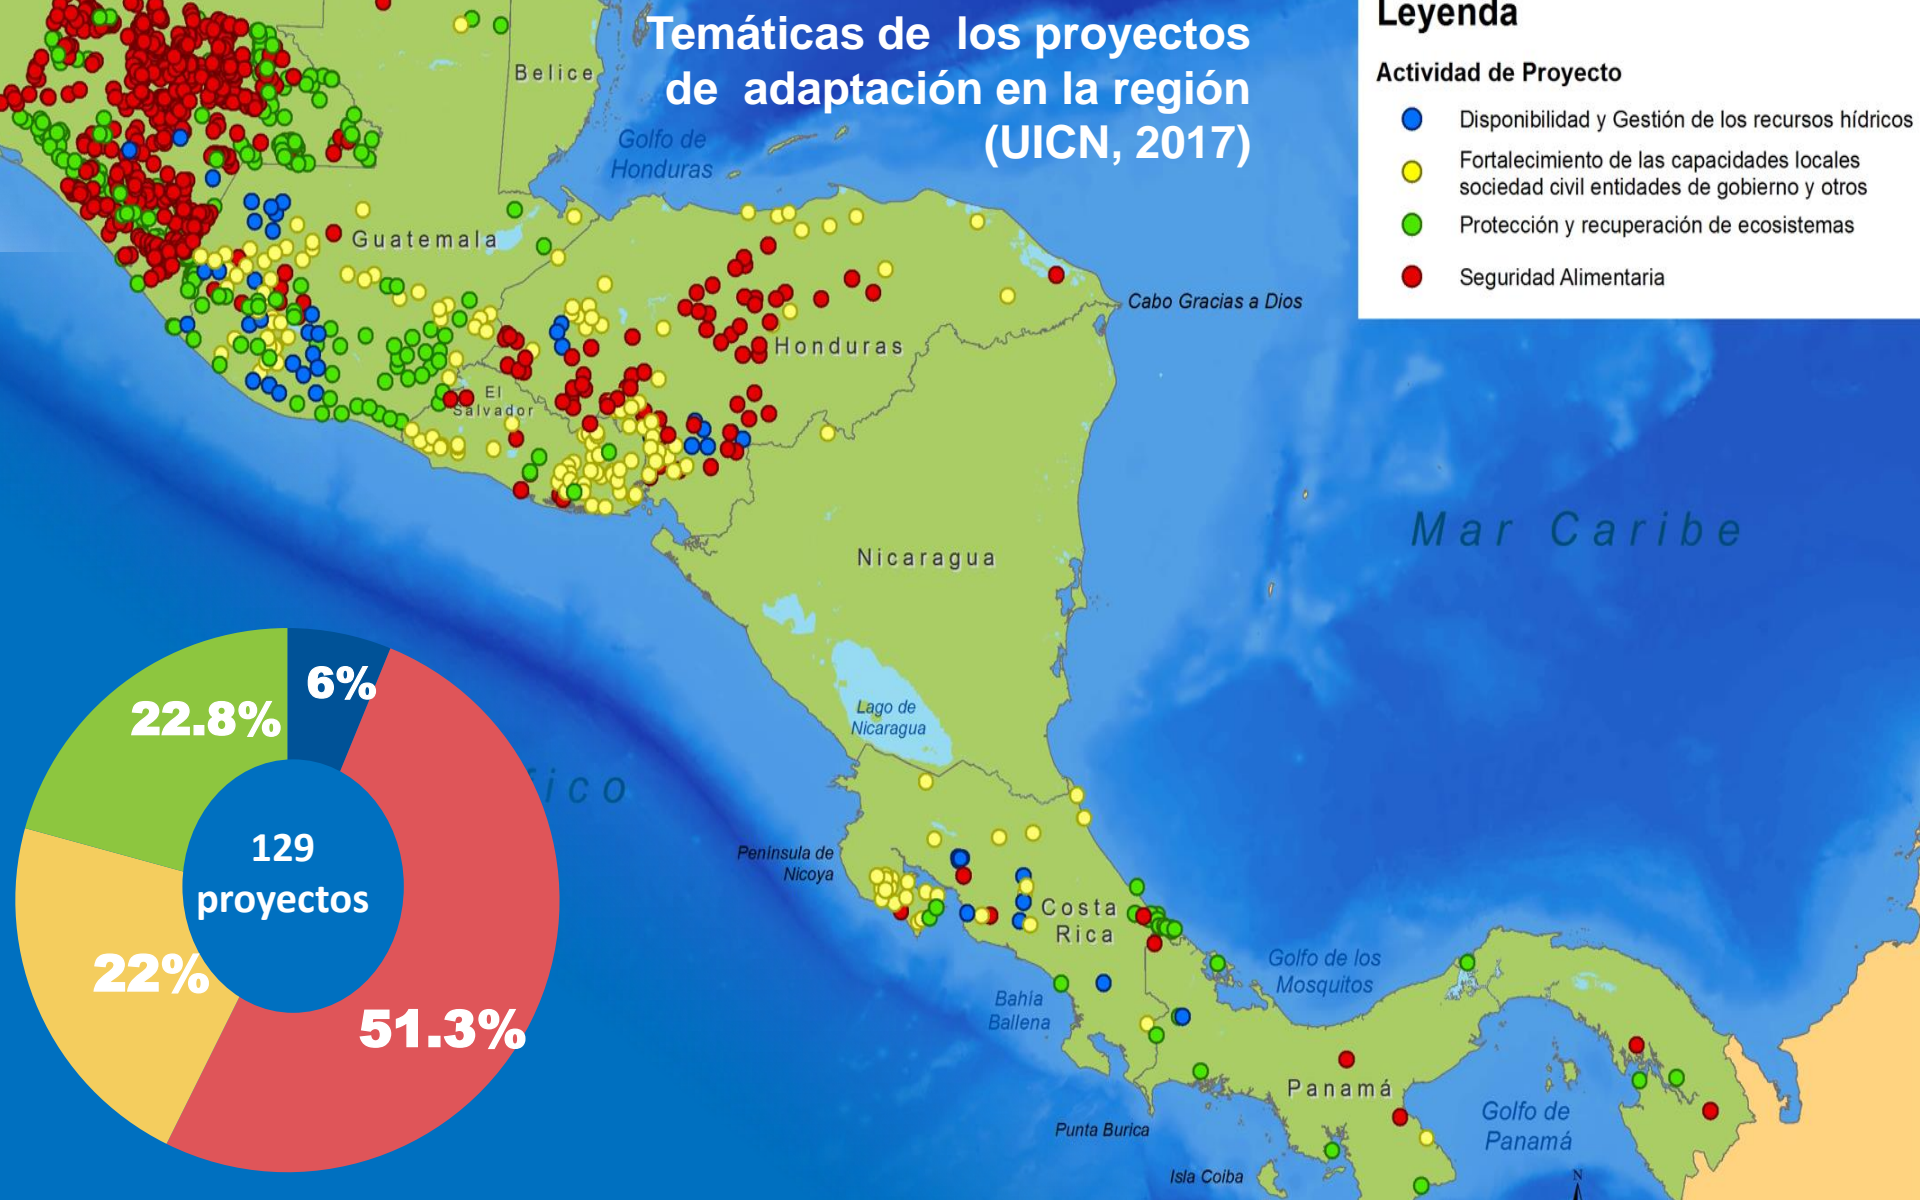 Temáticas de los proyectos
de adaptación en la región
(UICN, 2017)
Leyenda
Actividad de Proyecto
Disponibilidad y Gestión de los recursos hídricos
Fortalecimiento de las capacidades locales
sociedad civil entidades de gobierno y otros
Protección y recuperación de ecosistemas
Seguridad Alimentaria
Belice
Golfo de
Honduras
Guatemala
Cabo Gracias a Dios
Honduras
El
Salvador
Mar Caribe
Nicaragua
Lago de
Nicaragua
ico
Península de
Nicoya
Costa
Rica
Golfo de los
Mosquitos
Bahía
Ballena
Panamá
Golfo de
Panamá
Punta Burica
Isla Coiba
N
6%
22.8%
129
proyectos
22%
51.3%